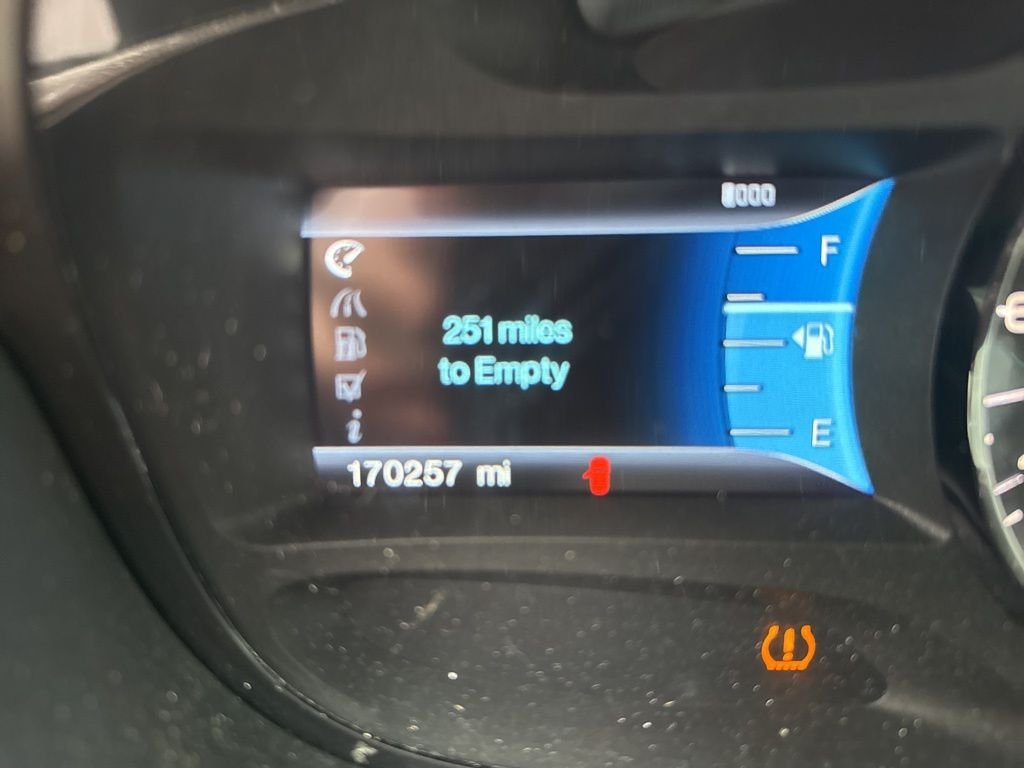 F
251 miles
to Empty
E
170257 mi